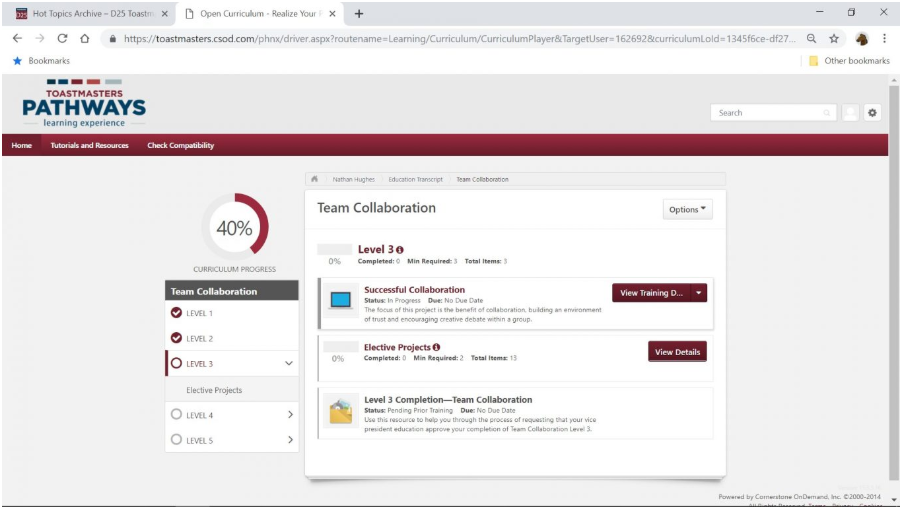 Hot Topics Archive – D25 Toastm
Open Curriculum - Realize Your F
https://toastmasters.csod.com/phnx/driver.aspx?routename=Learning/Curriculum/CurriculumPlayer&TargetUser=162692&curriculumLoId=1345f6ce-df27...
Bookmarks
Other bookmarks
TOASTMASTERS
PATHWAYS
learning experience
Search
Home Tutorials and Resources Check Compatibility
Nathan Hughes Education Transcript Team Collaboration
Team Collaboration
Options
40%
CURRICULUM PROGRESS
Team Collaboration
LEVEL 1
LEVEL 2
LEVEL 3
Elective Projects
LEVEL 4
LEVEL 5
Level 3
0%
Completed: 0 Min Required: 3 Total Items: 3
Successful Collaboration
Status: In Progress Due: No Due Date
The focus of this project is the benefit of collaboration, building an environment
of trust and encouraging creative debate within a group.
View Training D...
Elective Projects
0%
Completed: 0 Min Required: 2 Total Items: 13
View Details
Level 3 Completion—Team Collaboration
Status: Pending Prior Training Due: No Due Date
Use this resource to help you through the process of requesting that your vice
president education approve your completion of Team Collaboration Level 3.
Powered by Cornerstone OnDemand, Inc. ©2000-2014
All Rights Reserved. Terms - Privacy - Cookies